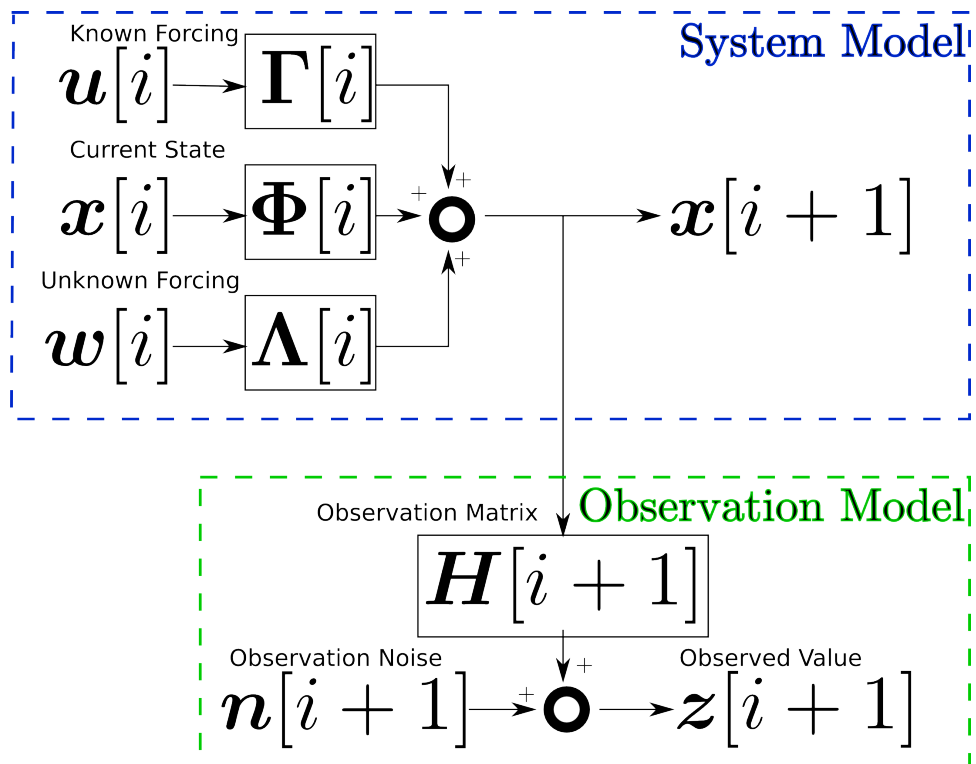 System Model
Known Forcing
u[i] Γ[i]
+ +
Current State
x[i] Φ[i] x[i + 1]
+
Unknown Forcing
w[i] Λ[i]
Observation Model
Observation Matrix
H[i + 1]
+
Observation Noise
n[i + 1]
+
Observed Value
z[i + 1]